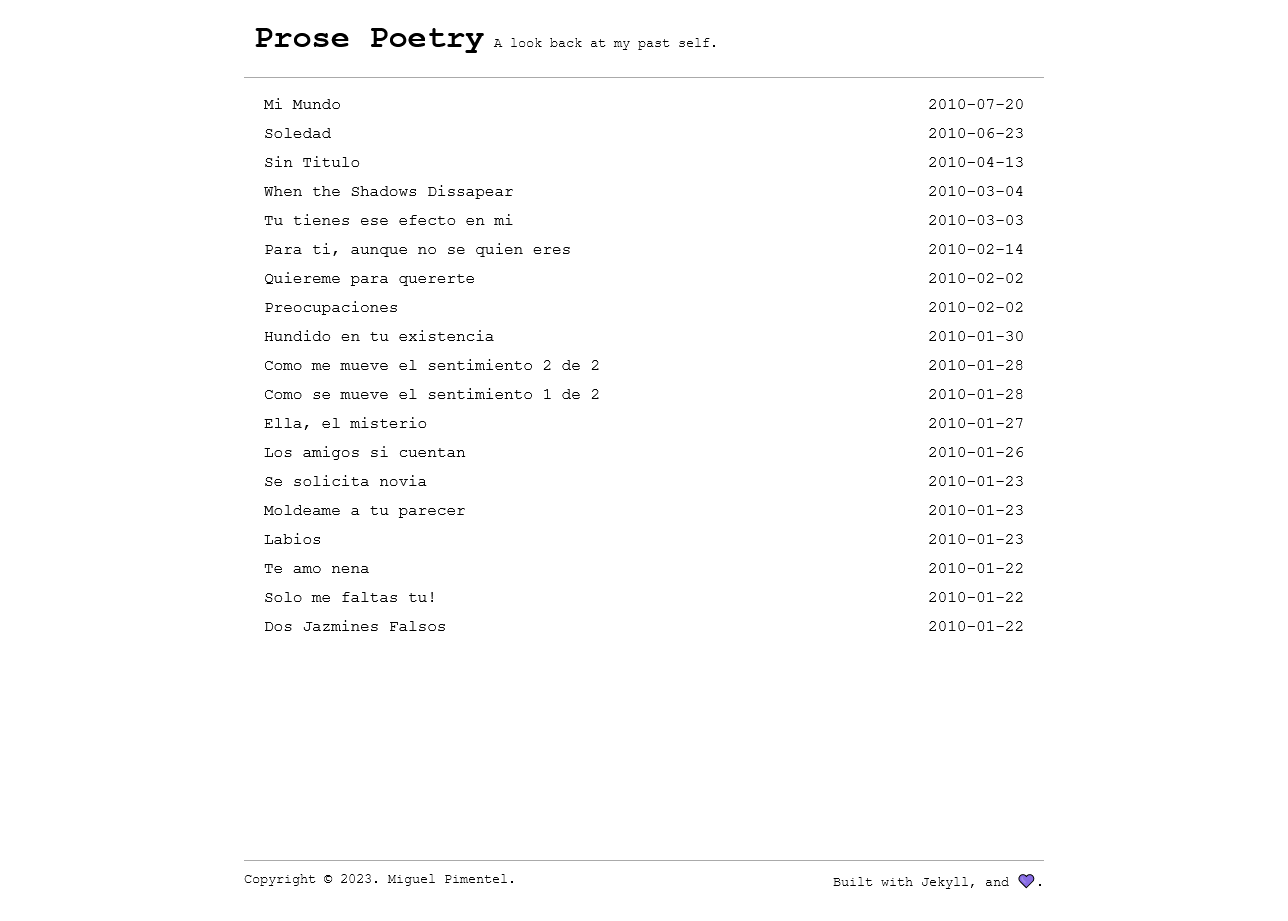 Prose Poetry A look back at my past self.
Mi Mundo 2010-07-20
Soledad 2010-06-23
Sin Titulo 2010-04-13
When the Shadows Dissapear 2010-03-04
Tu tienes ese efecto en mi 2010-03-03
Para ti, aunque no se quien eres 2010-02-14
Quiereme para quererte 2010-02-02
Preocupaciones 2010-02-02
Hundido en tu existencia 2010-01-30
Como me mueve el sentimiento 2 de 2 2010-01-28
Como se mueve el sentimiento 1 de 2 2010-01-28
Ella, el misterio 2010-01-27
Los amigos si cuentan 2010-01-26
Se solicita novia 2010-01-23
Moldeame a tu parecer 2010-01-23
Labios 2010-01-23
Te amo nena 2010-01-22
Solo me faltas tu! 2010-01-22
Dos Jazmines Falsos 2010-01-22
Copyright © 2023. Miguel Pimentel. Built with Jekyll, and 💜.